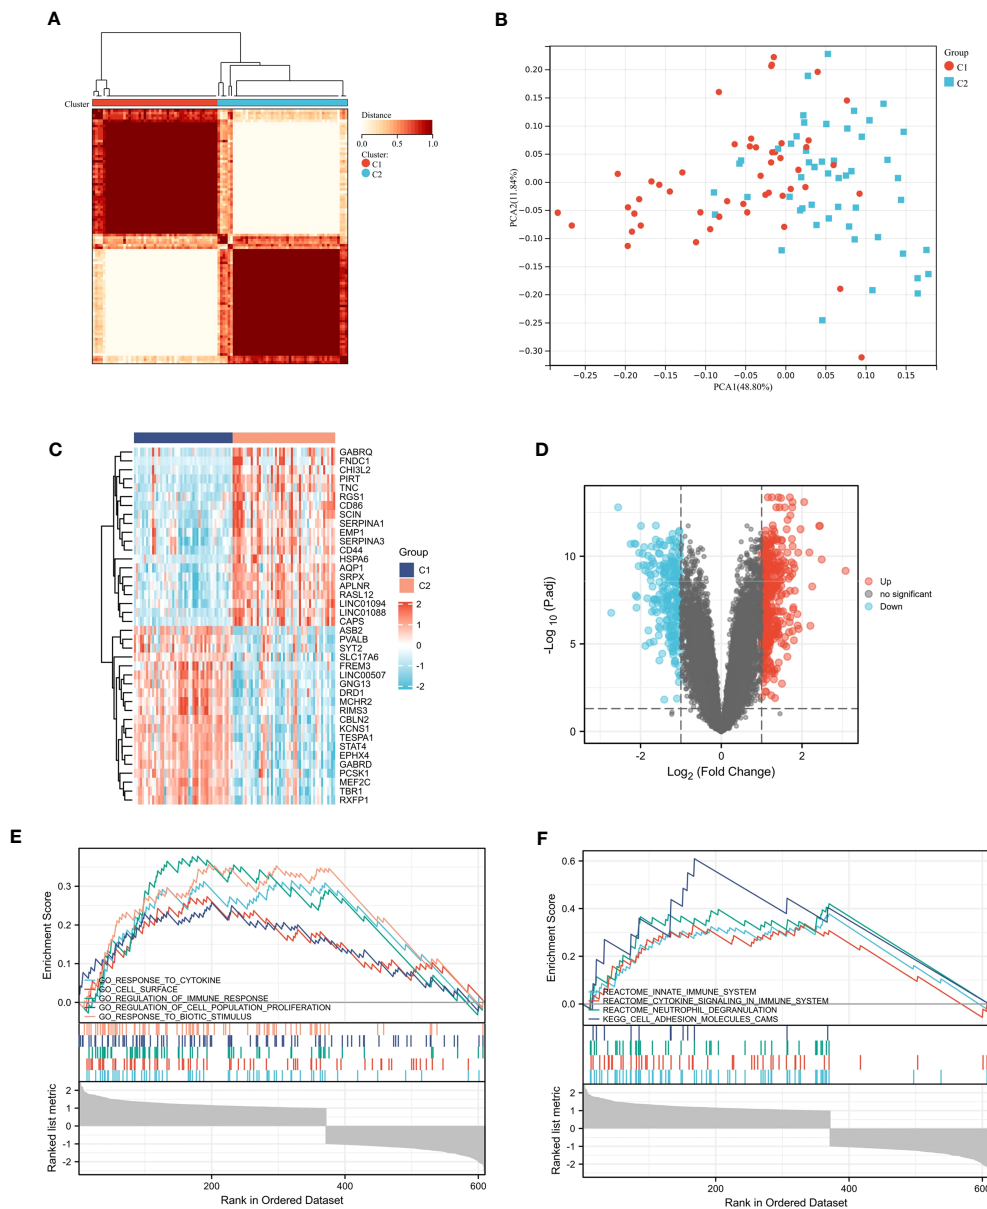 A
Cluster
Distance
0.0 0.5 1.0
Cluster:
C1
C2
B
Group
C1
C2
0.20
0.15
0.10
0.05
0.00
−0.05
−0.10
−0.15
−0.20
−0.25
−0.30
PCA2(11.84%)
−0.25 −0.20 −0.15 −0.10 −0.05 0.00 0.05 0.10 0.15
PCA1(48.80%)
C
GABRQ
FNDC1
CHI3L2
PIRT
TNC
RGS1
CD86
SCIN
SERPINA1
EMP1
SERPINA3
CD44
HSPA6
AQP1
SRPX
APLNR
RASL12
LINC01094
LINC01088
CAPS
ASB2
PVALB
SYT2
SLC17A6
FREM3
LINC00507
GNG13
DRD1
MCHR2
RIMS3
CBLN2
KCNS1
TESPA1
STAT4
EPHX4
GABRD
PCSK1
MEF2C
TBR1
RXFP1
Group
C1
C2
2
1
0
-1
-2
D
10
5
0
-Log10 (P.adj)
-2 0 2
Log2 (Fold Change)
Up
no significant
Down
E
0.3
0.2
0.1
0.0
Enrichment Score
GO_RESPONSE_TO_CYTOKINE
GO_CELL_SURFACE
GO_REGULATION_OF_IMMUNE_RESPONSE
GO_REGULATION_OF_CELL_POPULATION_PROLIFERATION
GO_RESPONSE_TO_BIOTIC_STIMULUS
2
1
0
-1
-2
Ranked list metric
200 400 600
Rank in Ordered Dataset
F
0.6
0.4
0.2
0.0
Enrichment Score
REACTOME_INNATE_IMMUNE_SYSTEM
REACTOME_CYTOKINE_SIGNALING_IN_IMMUNE_SYSTEM
REACTOME_NEUTROPHIL_DEGRANULATION
KEGG_CELL_ADHESION_MOLECULES_CAMS
2
1
0
-1
-2
Ranked list metric
200 400 600
Rank in Ordered Dataset